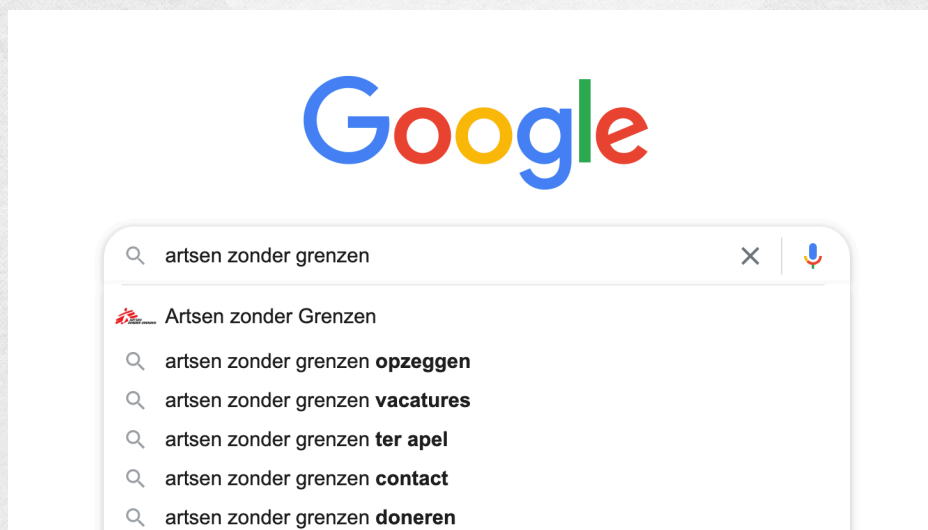 Google
artsen zonder grenzen
Artsen zonder Grenzen
artsen zonder grenzen opzeggen
artsen zonder grenzen vacatures
artsen zonder grenzen ter apel
artsen zonder grenzen contact
artsen zonder grenzen doneren